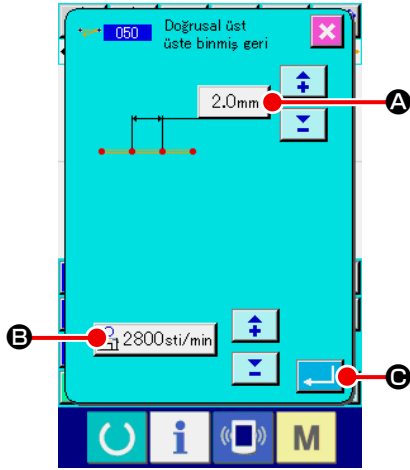 050
Doğrusal üst
üste binmiş geri
2.0mm
A
B
2800sti/min
C
i
M